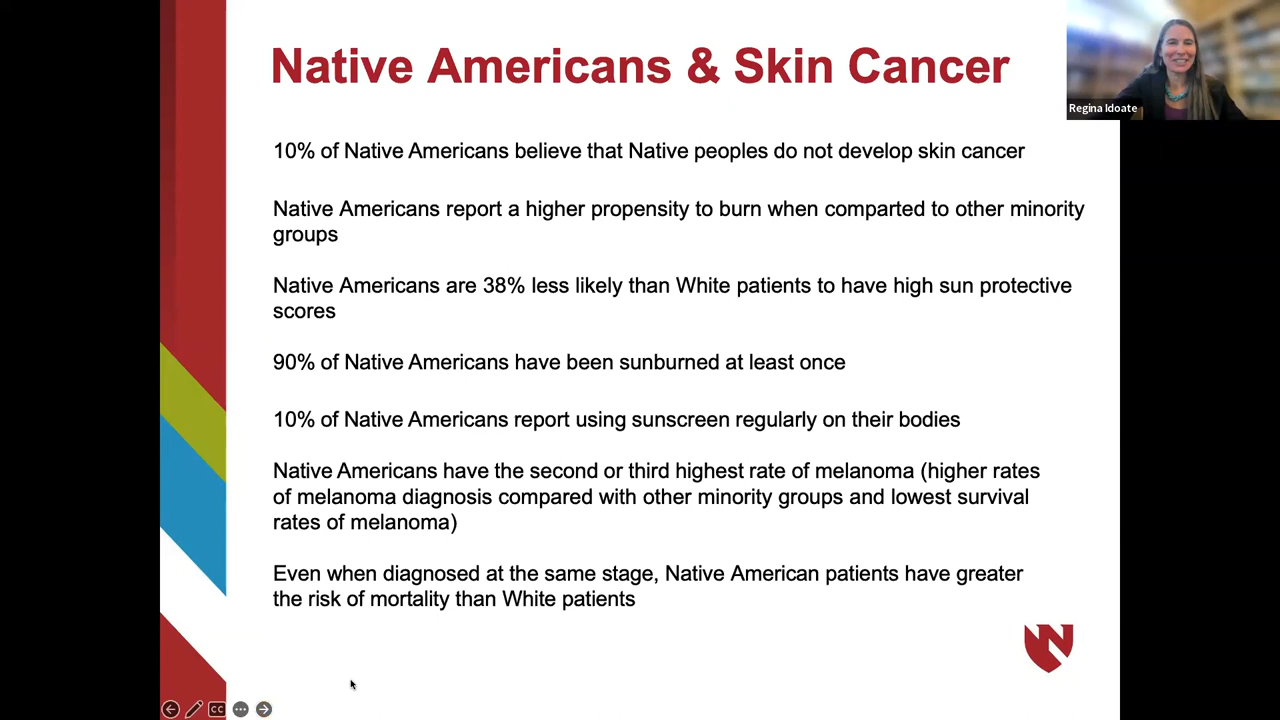 Native Americans & Skin Cancer
Regina Idoate
10% of Native Americans believe that Native peoples do not develop skin cancer
Native Americans report a higher propensity to burn when comparted to other minority
groups
Native Americans are 38% less likely than White patients to have high sun protective
scores
90% of Native Americans have been sunburned at least once
10% of Native Americans report using sunscreen regularly on their bodies
Native Americans have the second or third highest rate of melanoma (higher rates
of melanoma diagnosis compared with other minority groups and lowest survival
rates of melanoma)
Even when diagnosed at the same stage, Native American patients have greater
the risk of mortality than White patients
CC